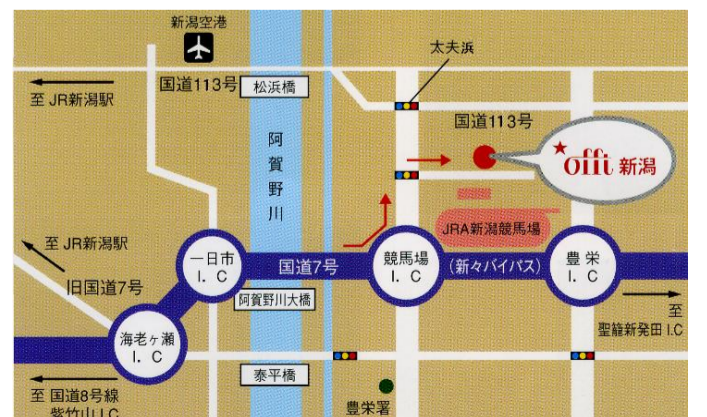 新潟空港
太夫浜
至 JR新潟駅
国道113号
松浜橋
国道113号
阿賀野川
offt 新潟
JRA新潟競馬場
至 JR新潟駅
旧国道7号
一日市
I. C
国道7号
競馬場
I. C
(新々バイパス)
豊栄
I. C
阿賀野川大橋
至
聖籠新発田 I.C
海老ヶ瀬
I. C
泰平橋
至 国道8号線
紫竹山I.C
豊栄署